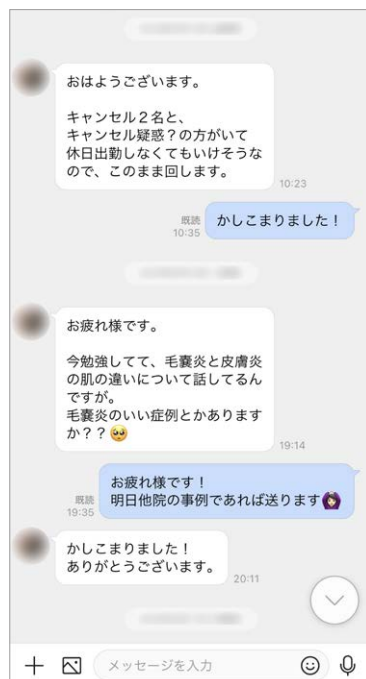 おはようございます。
キャンセル２名と、
キャンセル疑惑？の方がいて
休日出勤しなくてもいけそうな
ので、このまま回します。
10:23
かしこまりました！
既読
10:35
お疲れ様です。
今勉強してて、毛嚢炎と皮膚炎
の肌の違いについて話してるん
ですが。
毛嚢炎のいい症例とかあります
か？？🥺
19:14
お疲れ様です！
明日他院の事例であれば送ります🙆🏻‍♀️
既読
19:35
かしこまりました！
ありがとうございます。
20:11
メッセージを入力